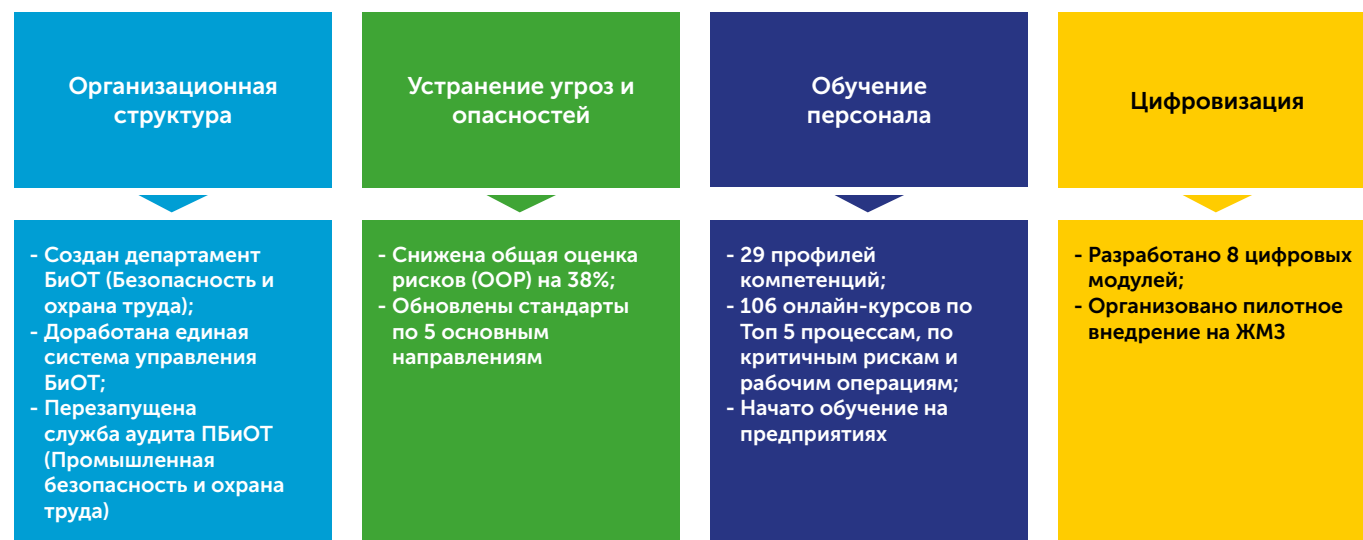 Организационная
структура
- Создан департамент
БиОТ (Безопасность и
охрана труда);
- Доработана единая
система управления
БиОТ;
- Перезапущена
служба аудита ПБиОТ
(Промышленная
безопасность и охрана
труда)
Устранение угроз и
опасностей
- Снижена общая оценка
рисков (ООР) на 38%;
- Обновлены стандарты
по 5 основным
направлениям
Обучение
персонала
- 29 профилей
компетенций;
- 106 онлайн-курсов по
Топ 5 процессам, по
критичным рискам и
рабочим операциям;
- Начато обучение на
предприятиях
Цифровизация
- Разработано 8 цифровых
модулей;
- Организовано пилотное
внедрение на ЖМЗ